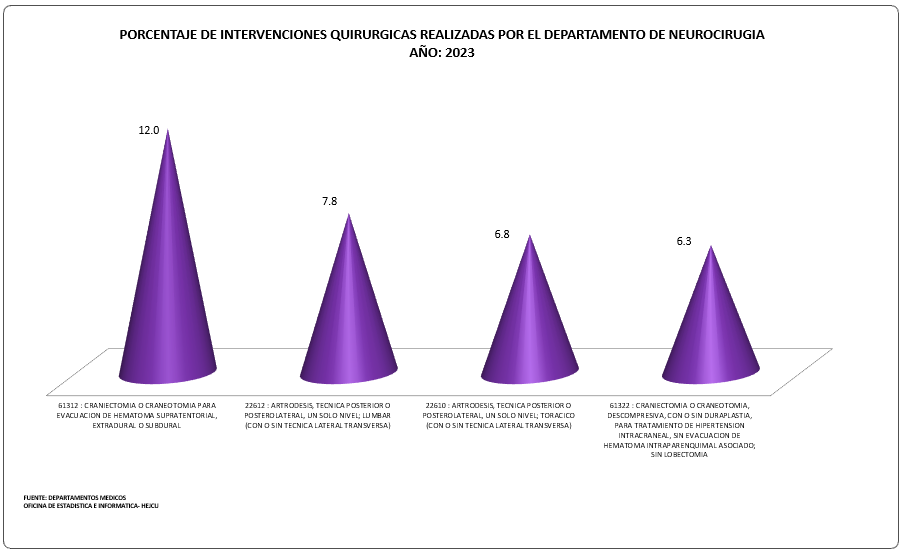 PORCENTAJE DE INTERVENCIONES QUIRURGICAS REALIZADAS POR EL DEPARTAMENTO DE NEUROCIRUGIA
AÑO: 2023
12.0
7.8
6.8
6.3
61312 : CRANIECTOMIA O CRANEOTOMIA PARA
EVACUACION DE HEMATOMA SUPRATENTORIAL,
EXTRADURAL O SUBDURAL
22612 : ARTRODESIS, TECNICA POSTERIOR O
POSTEROLATERAL, UN SOLO NIVEL; LUMBAR
(CON O SIN TECNICA LATERAL TRANSVERSA)
22610 : ARTRODESIS, TECNICA POSTERIOR O
POSTEROLATERAL, UN SOLO NIVEL; TORACICO
(CON O SIN TECNICA LATERAL TRANSVERSA)
61322 : CRANIECTOMIA O CRANEOTOMIA,
DESCOMPRESIVA, CON O SIN DURAPLASTIA,
PARA TRATAMIENTO DE HIPERTENSION
INTRACRANEAL, SIN EVACUACION DE
HEMATOMA INTRAPARENQUIMAL ASOCIADO;
SIN LOBECTOMIA
FUENTE: DEPARTAMENTOS MEDICOS
OFICINA DE ESTADISTICA E INFORMATICA- HEJCU